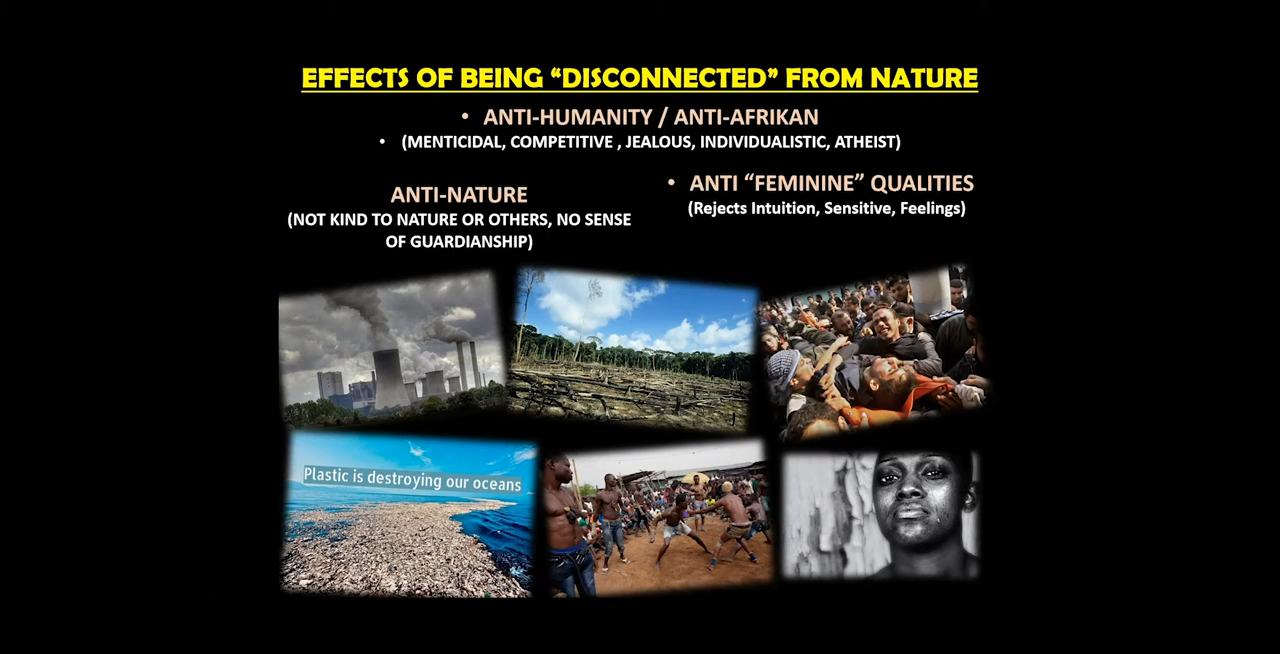 EFFECTS OF BEING “DISCONNECTED” FROM NATURE
• ANTI-HUMANITY / ANTI-AFRIKAN
• (MENTICIDAL, COMPETITIVE , JEALOUS, INDIVIDUALISTIC, ATHEIST)
ANTI-NATURE
(NOT KIND TO NATURE OR OTHERS, NO SENSE
OF GUARDIANSHIP)
• ANTI “FEMININE” QUALITIES
(Rejects Intuition, Sensitive, Feelings)
Plastic is destroying our oceans